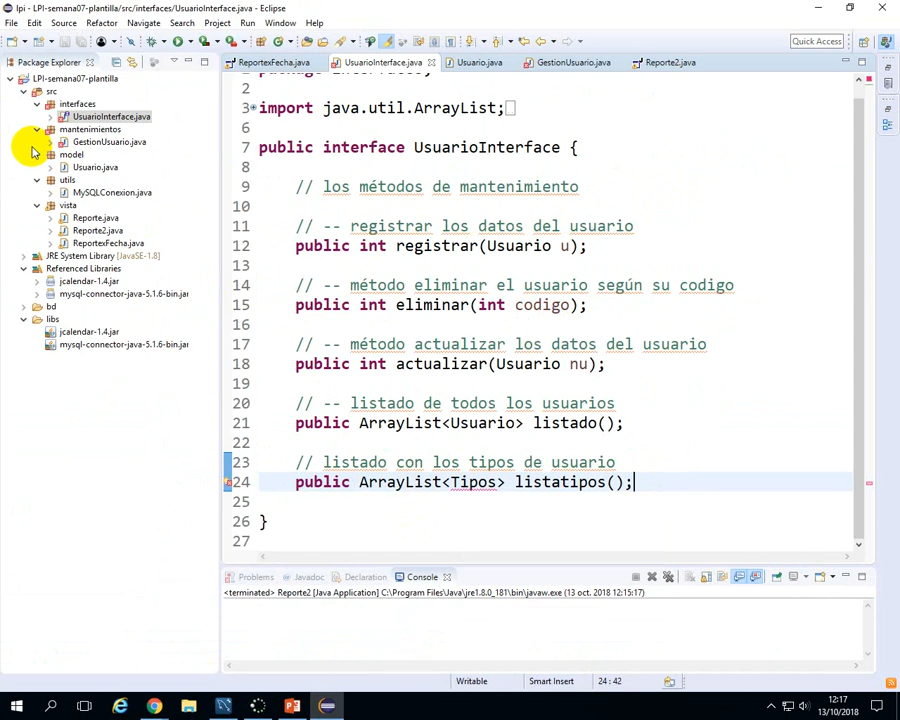 lpi - LPI-semana07-plantilla/src/interfaces/UsuarioInterface.java - Eclipse
File Edit Source Refactor Navigate Search Project Run Window Help
Quick Access
Package Explorer
LPI-semana07-plantilla
src
interfaces
UsuarioInterface.java
mantenimientos
GestionUsuario.java
model
Usuario.java
utils
MySQLConexion.java
vista
Reporte.java
Reporte2.java
ReportexFecha.java
JRE System Library [JavaSE-1.8]
Referenced Libraries
jcalendar-1.4.jar
mysql-connector-java-5.1.6-bin.jar
bd
libs
jcalendar-1.4.jar
mysql-connector-java-5.1.6-bin.jar
ReportexFecha.java UsuarioInterface.java Usuario.java GestionUsuario.java Reporte2.java
2
3 import java.util.ArrayList;
6
7 public interface UsuarioInterface {
8
9 // los métodos de mantenimiento
10
11 // -- registrar los datos del usuario
12 public int registrar(Usuario u);
13
14 // -- método eliminar el usuario según su codigo
15 public int eliminar(int codigo);
16
17 // -- método actualizar los datos del usuario
18 public int actualizar(Usuario nu);
19
20 // -- listado de todos los usuarios
21 public ArrayList<Usuario> listado();
22
23 // listado con los tipos de usuario
24 public ArrayList<Tipos> listatipos();
25
26 }
27
Problems Javadoc Declaration Console
<terminated> Reporte2 [Java Application] C:\Program Files\Java\jre1.8.0_181\bin\javaw.exe (13 oct. 2018 12:15:17)
Writable Smart Insert 24 : 42
12:17
13/10/2018